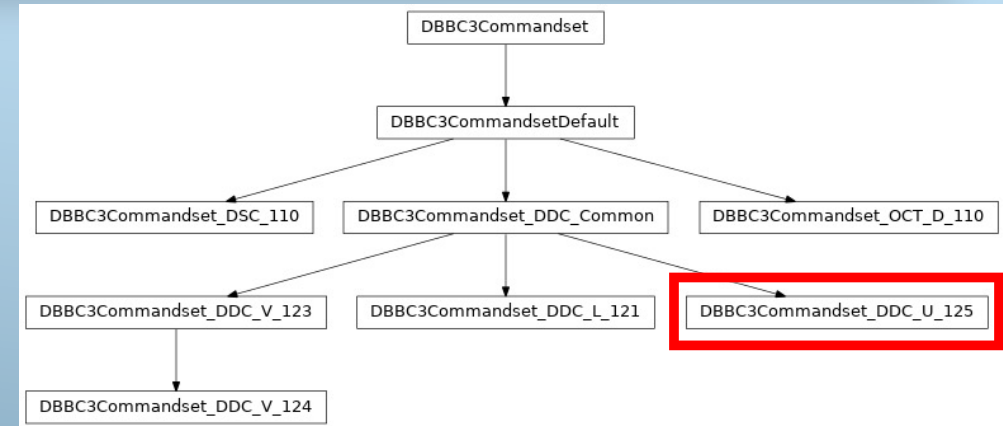 DBBC3Commandset
DBBC3CommandsetDefault
DBBC3Commandset_DSC_110
DBBC3Commandset_DDC_Common
DBBC3Commandset_OCT_D_110
DBBC3Commandset_DDC_V_123
DBBC3Commandset_DDC_L_121
DBBC3Commandset_DDC_U_125
DBBC3Commandset_DDC_V_124